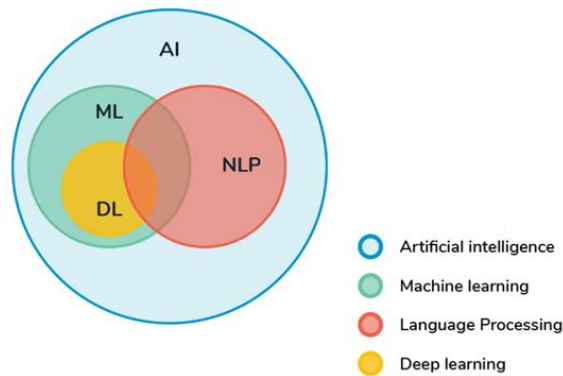 AI
ML
NLP
DL
Artificial intelligence
Machine learning
Language Processing
Deep learning